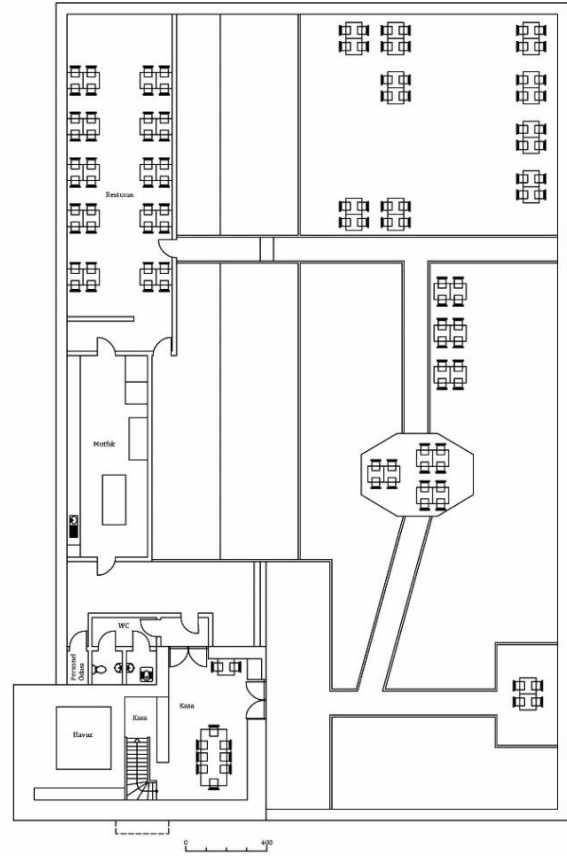 Restoran
Mutfak
WC
Personel
Odası
Kasa
Kasa
Havuz
0
400